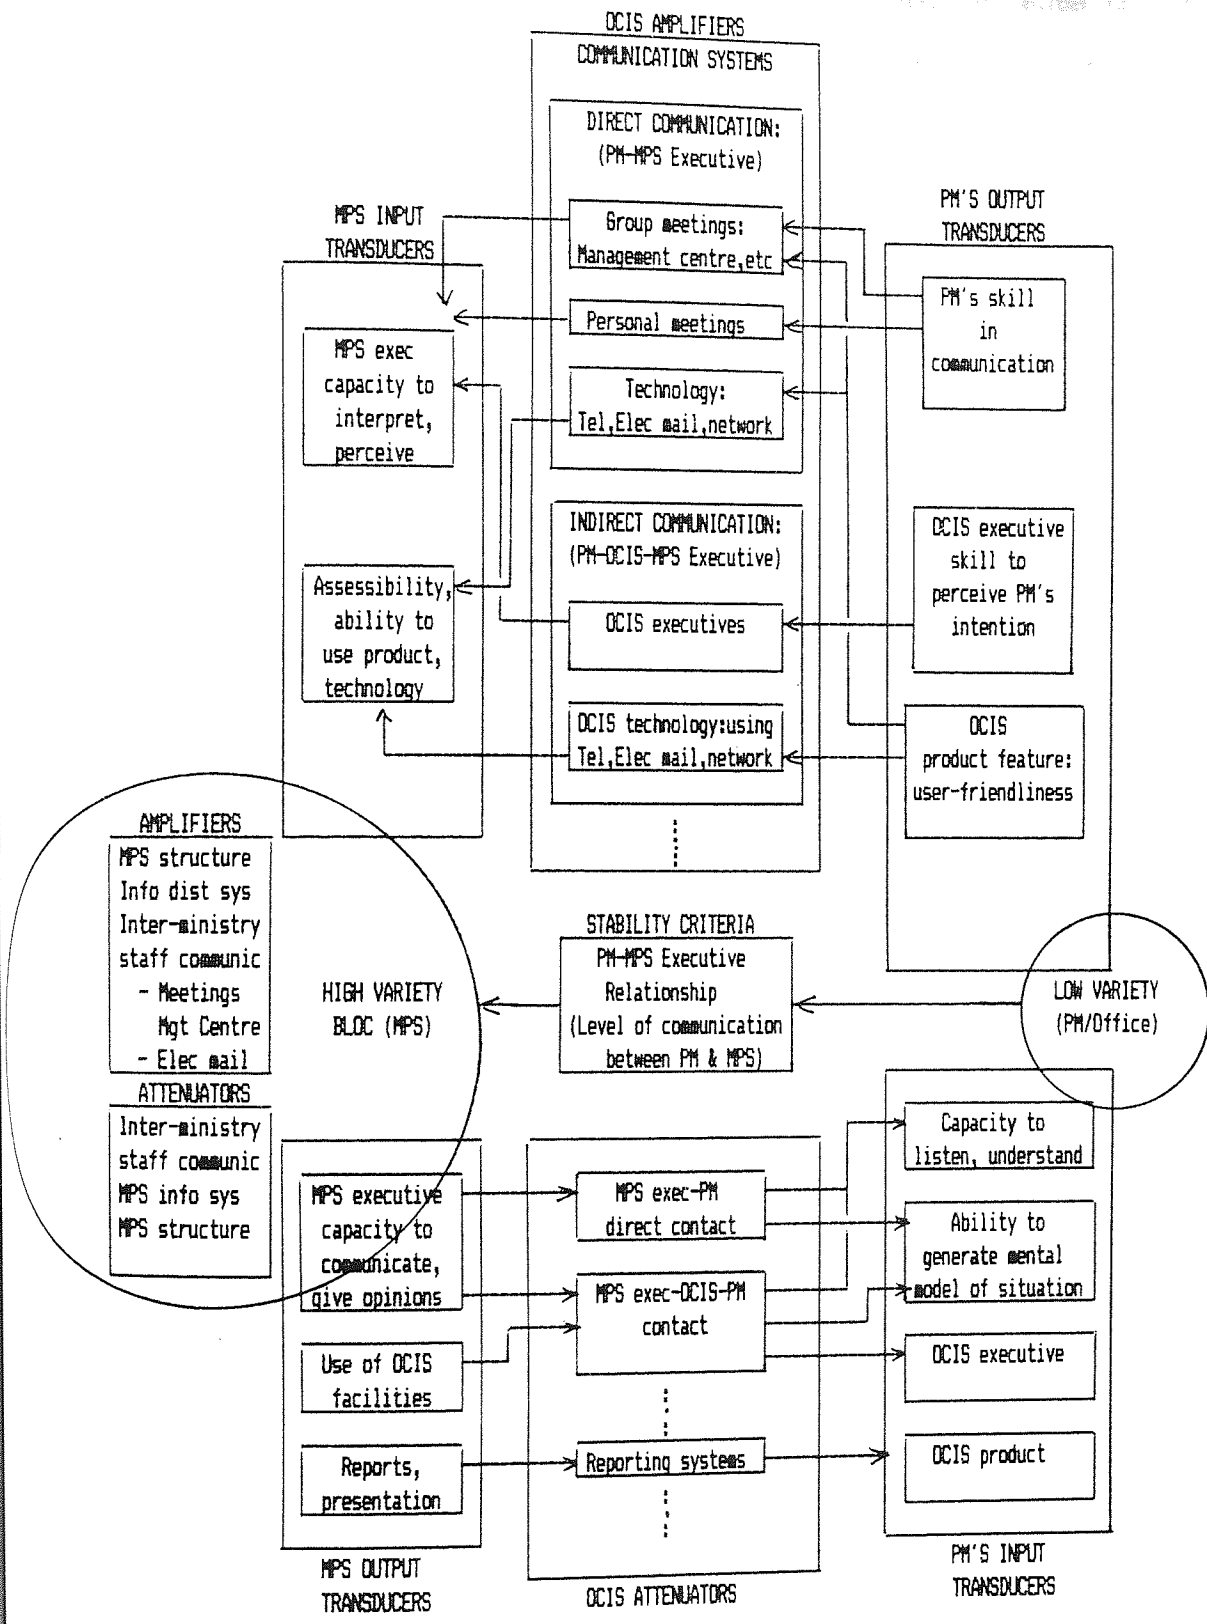 OCIS AMPLIFIERS
COMMUNICATION SYSTEMS
DIRECT COMMUNICATION:
(PM-MPS Executive)
Group meetings:
Management centre,etc
Personal meetings
Technology:
Tel,Elec mail,network
INDIRECT COMMUNICATION:
(PM-OCIS-MPS Executive)
OCIS executives
OCIS technology:using
Tel,Elec mail,network
MPS INPUT
TRANSDUCERS
MPS exec
capacity to
interpret,
perceive
Assessibility,
ability to
use product,
technology
PM'S OUTPUT
TRANSDUCERS
PM's skill
in
communication
OCIS executive
skill to
perceive PM's
intention
OCIS
product feature:
user-friendliness
AMPLIFIERS
MPS structure
Info dist sys
Inter-ministry
staff communic
- Meetings
Mgt Centre
- Elec mail
ATTENUATORS
Inter-ministry
staff communic
MPS info sys
MPS structure
HIGH VARIETY
BLOC (MPS)
STABILITY CRITERIA
PM-MPS Executive
Relationship
(Level of communication
between PM & MPS)
LOW VARIETY
(PM/Office)
MPS executive
capacity to
communicate,
give opinions
Use of OCIS
facilities
Reports,
presentation
MPS OUTPUT
TRANSDUCERS
MPS exec-PM
direct contact
MPS exec-OCIS-PM
contact
Reporting systems
OCIS ATTENUATORS
Capacity to
listen, understand
Ability to
generate mental
model of situation
OCIS executive
OCIS product
PM'S INPUT
TRANSDUCERS